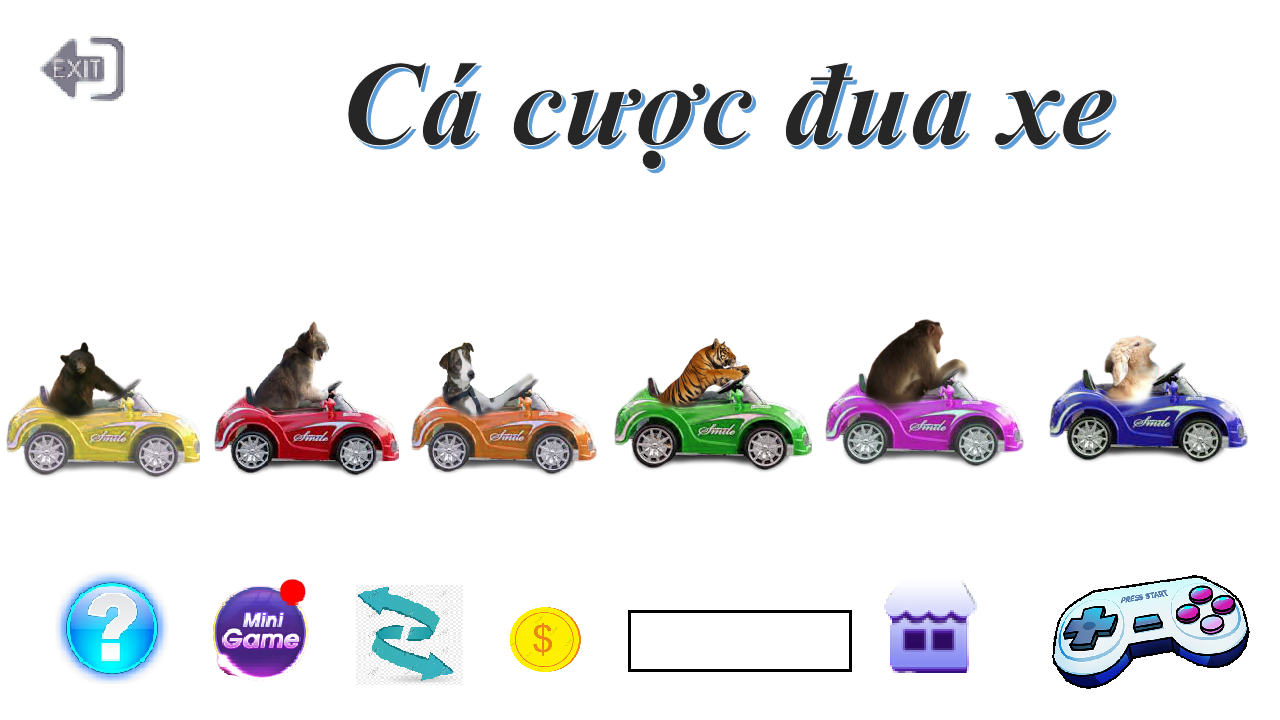 EXIT
Cá cược đua xe
Smile
Smile
Smile
Smile
Smile
Smile
?
Mini
Game
$
PRESS START